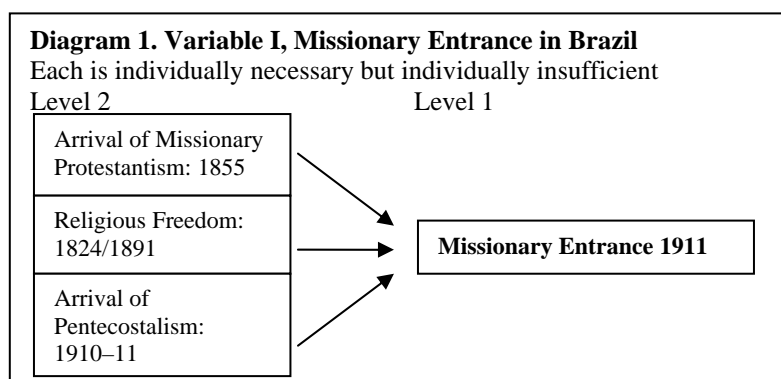 Diagram 1. Variable I, Missionary Entrance in Brazil
Each is individually necessary but individually insufficient
Level 2 Level 1
Arrival of Missionary
Protestantism: 1855
Religious Freedom:
1824/1891
Arrival of
Pentecostalism:
1910–11
Missionary Entrance 1911